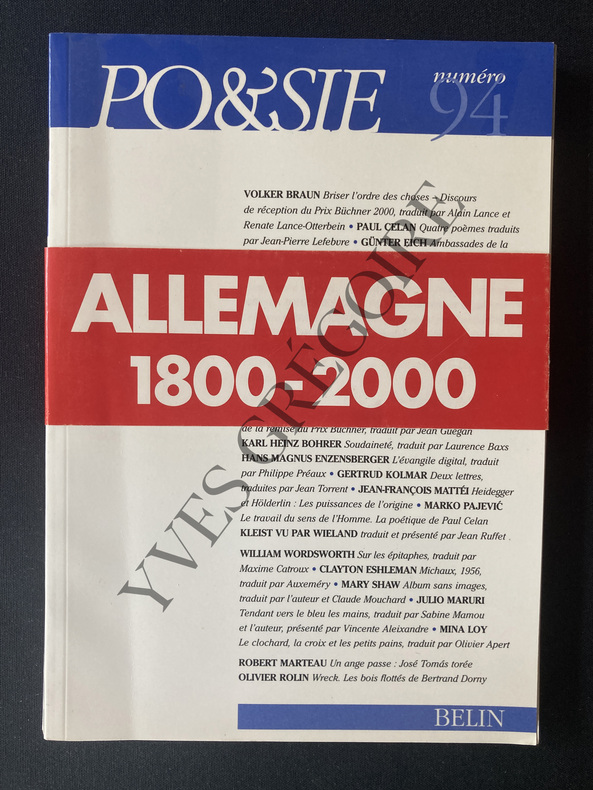 PO&SIE
numéro
94
VOLKER BRAUN Briser l'ordre des choses – Discours
de réception du Prix Büchner 2000, traduit par Alain Lance et
Renate Lance-Otterbein • PAUL CELAN Quatre poèmes traduits
par Jean-Pierre Lefebvre • GÜNTER EICH Ambassades de la
ALLEMAGNE
1800-2000
de la remise du Prix Büchner, traduit par Jean Guégan
KARL HEINZ BOHRER Soudaineté, traduit par Laurence Baxs
HANS MAGNUS ENZENSBERGER L'évangile digital, traduit
par Philippe Préaux • GERTRUD KOLMAR Deux lettres,
traduites par Jean Torrent • JEAN-FRANÇOIS MATTÉI Heidegger
et Hölderlin : Les puissances de l'origine • MARKO PAJEVIĆ
Le travail du sens de l'Homme. La poétique de Paul Celan
KLEIST VU PAR WIELAND traduit et présenté par Jean Ruffet .
WILLIAM WORDSWORTH Sur les épitaphes, traduit par
Maxime Catroux • CLAYTON ESHLEMAN Michaux, 1956,
traduit par Auxeméry • MARY SHAW Album sans images,
traduit par l'auteur et Claude Mouchard • JULIO MARURI
Tendant vers le bleu les mains, traduit par Sabine Mamou
et l'auteur, présenté par Vincente Aleixandre • MINA LOY
Le clochard, la croix et les petits pains, traduit par Olivier Apert
ROBERT MARTEAU Un ange passe : José Tomás torée
OLIVIER ROLIN Wreck. Les bois flottés de Bertrand Dorny
BELIN
YVES GRÉGOIRE